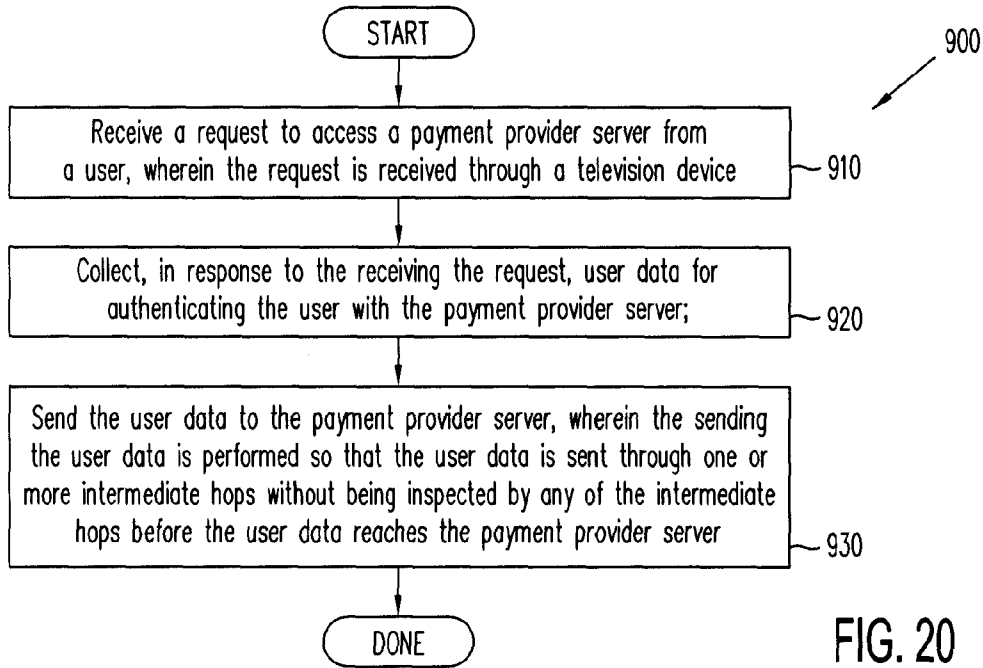 START
900
Receive a request to access a payment provider server from
a user, wherein the request is received through a television device
910
Collect, in response to the receiving the request, user data for
authenticating the user with the payment provider server;
920
Send the user data to the payment provider server, wherein the sending
the user data is performed so that the user data is sent through one or
more intermediate hops without being inspected by any of the intermediate
hops before the user data reaches the payment provider server
930
DONE
FIG. 20